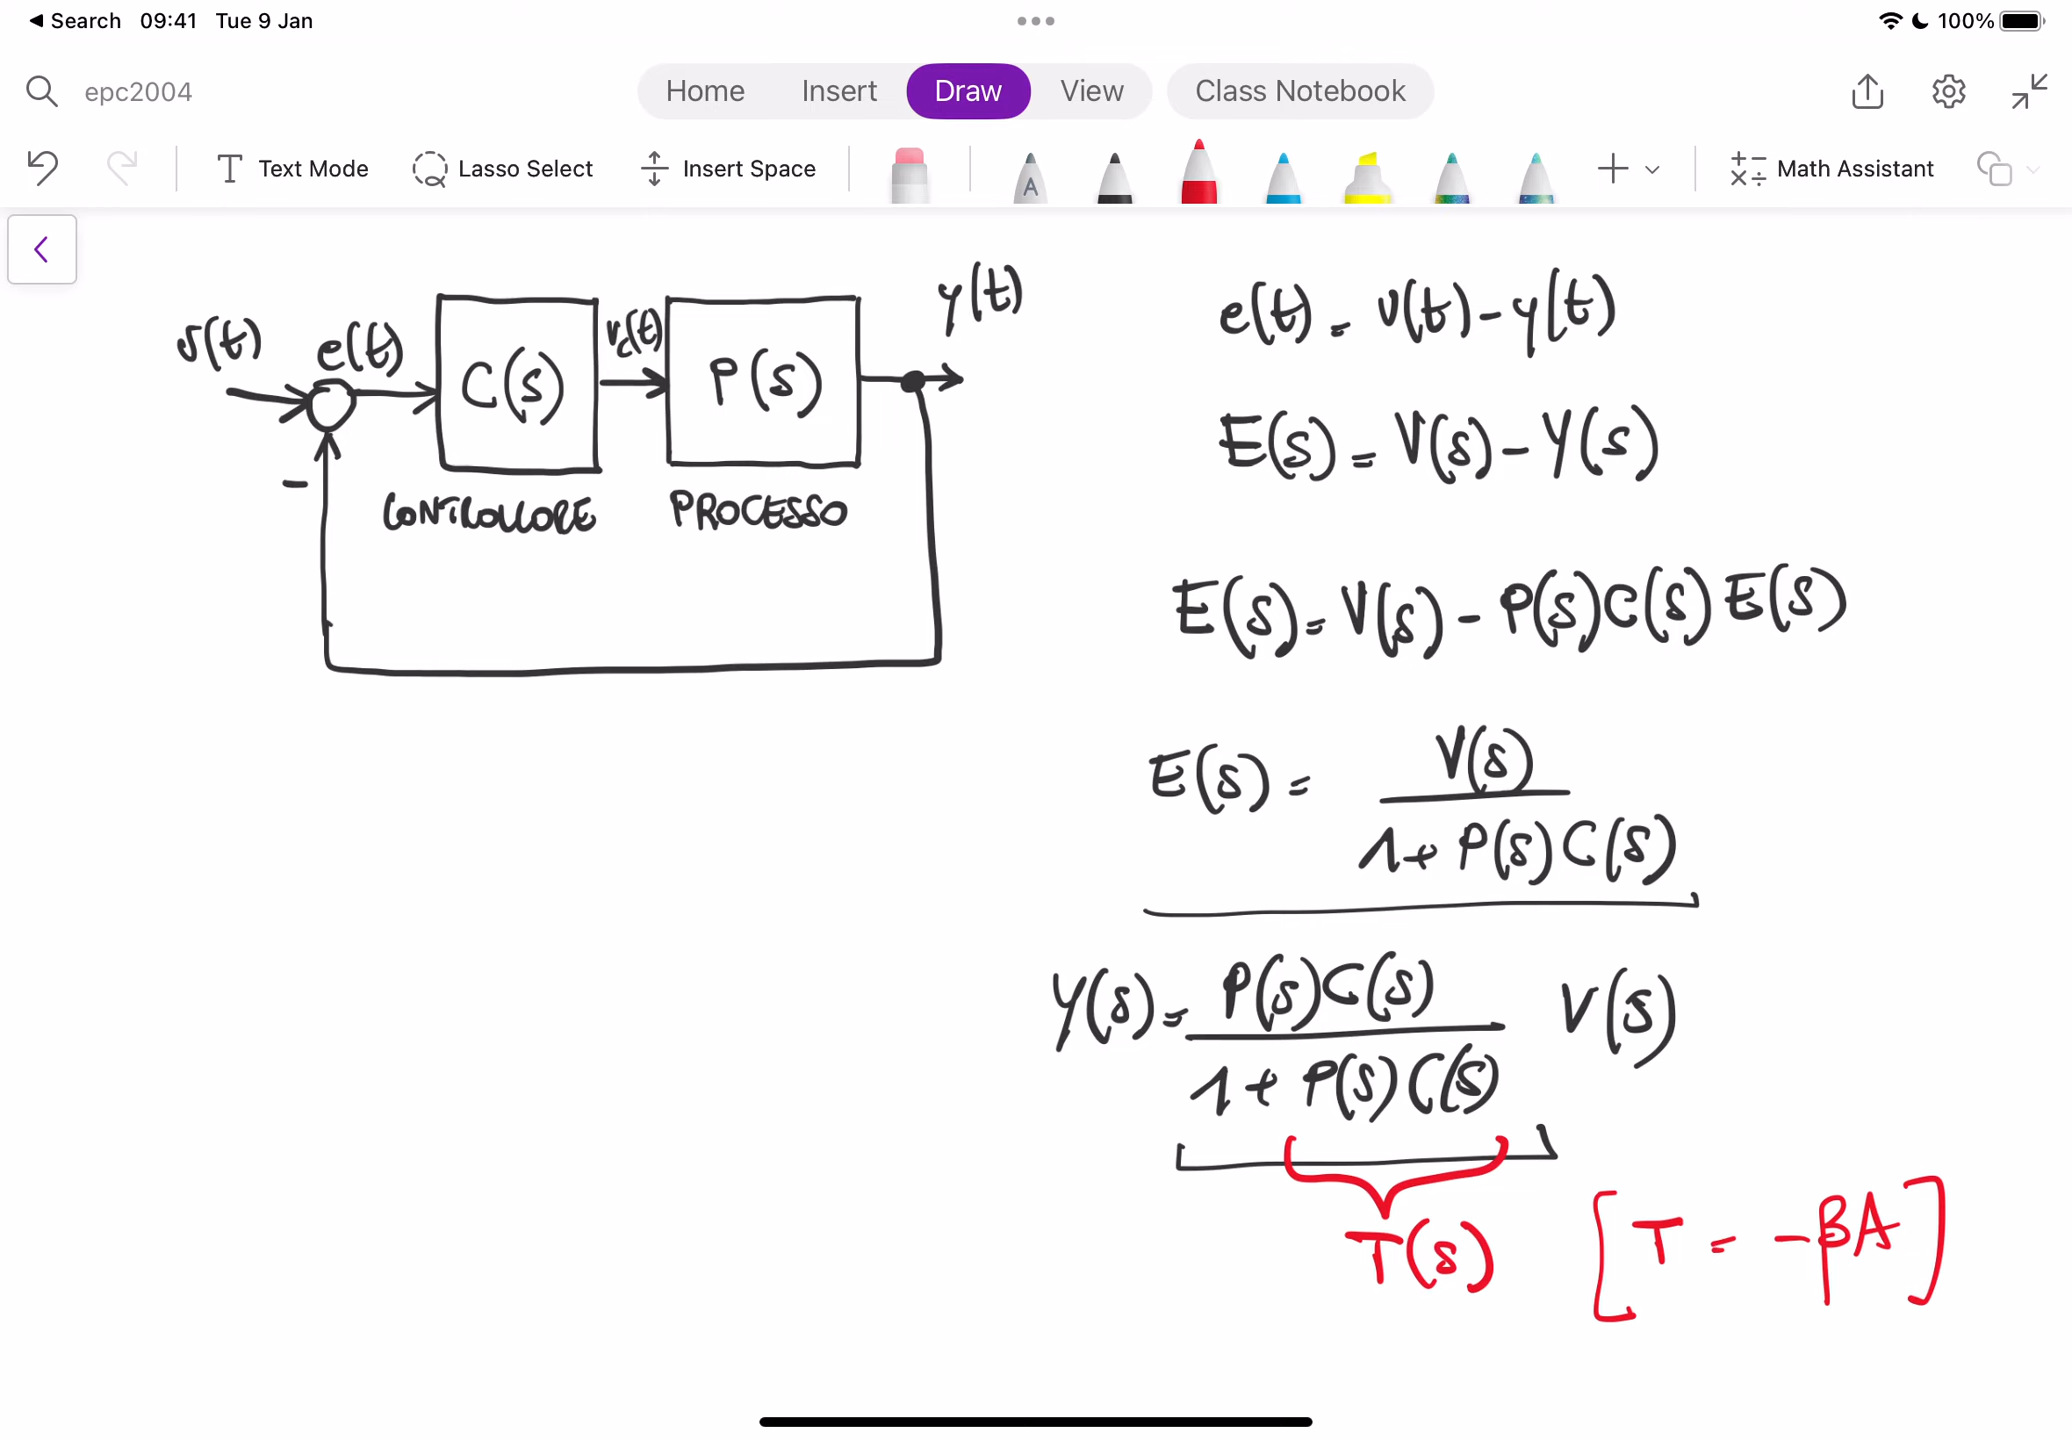 ◀ Search 09:41 Tue 9 Jan 100%
epc2004 Home Insert Draw View Class Notebook
Text Mode Lasso Select Insert Space A Math Assistant
v(t) e(t) C(s) v_c(t) P(s) y(t)
-
CONTROLLORE PROCESSO
e(t) = v(t) - y(t)
E(s) = V(s) - Y(s)
E(s) = V(s) - P(s)C(s)E(s)
E(s) = V(s) / 1 + P(s)C(s)
Y(s) = P(s)C(s) / 1 + P(s)C(s) V(s)
T(s) [T = -βA]